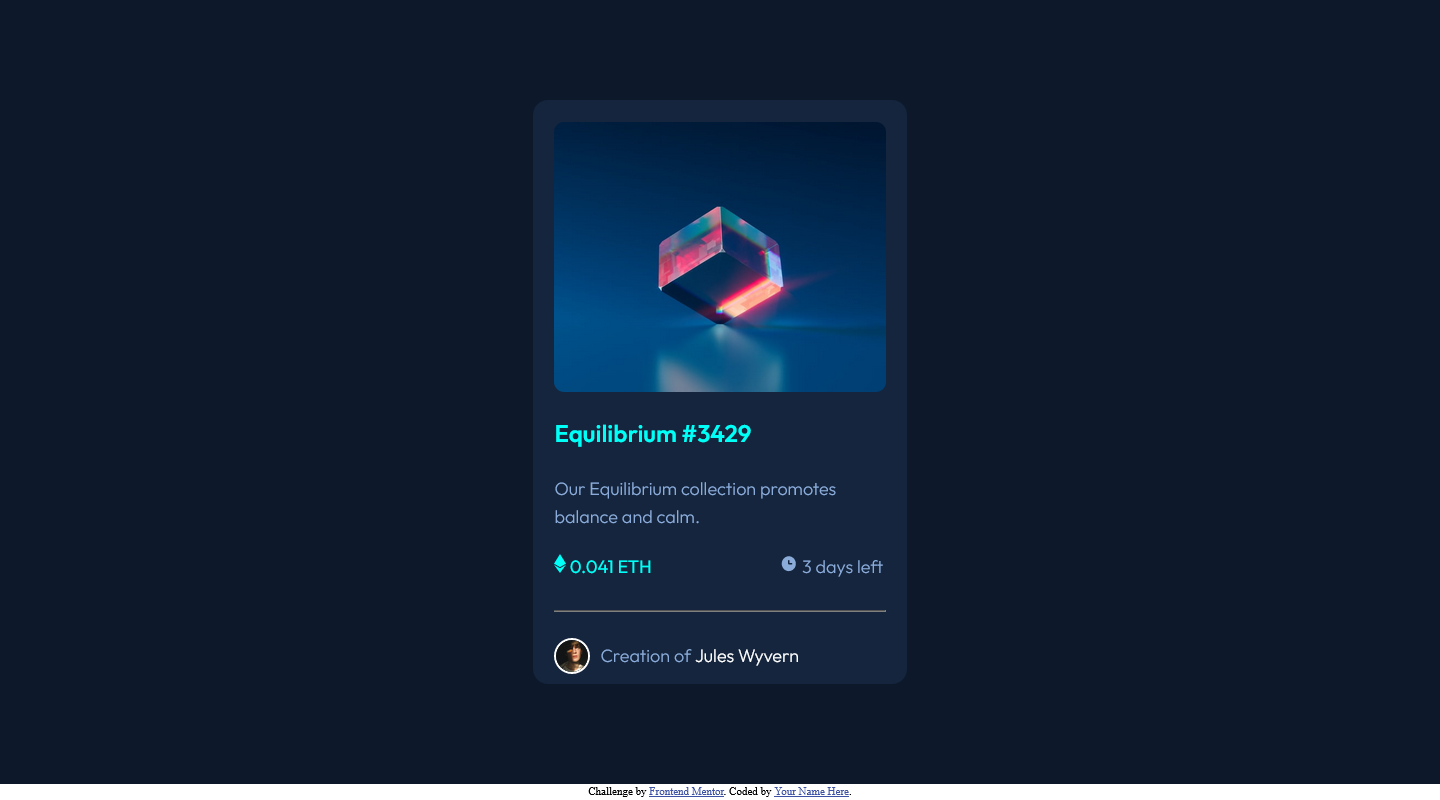 Equilibrium #3429
Our Equilibrium collection promotes
balance and calm.
0.041 ETH
3 days left
Creation of Jules Wyvern
Challenge by Frontend Mentor. Coded by Your Name Here.